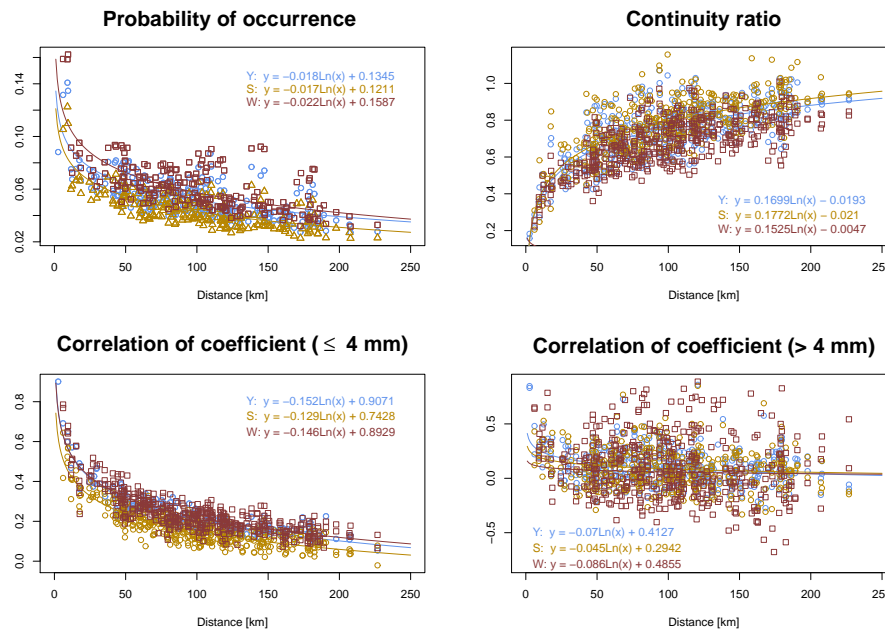 Probability of occurrence
Y: y = −0.018Ln(x) + 0.1345
S: y = −0.017Ln(x) + 0.1211
W: y = −0.022Ln(x) + 0.1587
0.14
0.10
0.06
0.02
0 50 100 150 200 250
Distance [km]
Continuity ratio
1.0
0.8
0.6
0.4
0.2
Y: y = 0.1699Ln(x) − 0.0193
S: y = 0.1772Ln(x) − 0.021
W: y = 0.1525Ln(x) − 0.0047
0 50 100 150 200 250
Distance [km]
Correlation of coefficient ( ≤ 4 mm)
Y: y = −0.152Ln(x) + 0.9071
S: y = −0.129Ln(x) + 0.7428
W: y = −0.146Ln(x) + 0.8929
0.8
0.6
0.4
0.2
0.0
0 50 100 150 200 250
Distance [km]
Correlation of coefficient (> 4 mm)
0.5
0.0
−0.5
Y: y = −0.07Ln(x) + 0.4127
S: y = −0.045Ln(x) + 0.2942
W: y = −0.086Ln(x) + 0.4855
0 50 100 150 200 250
Distance [km]